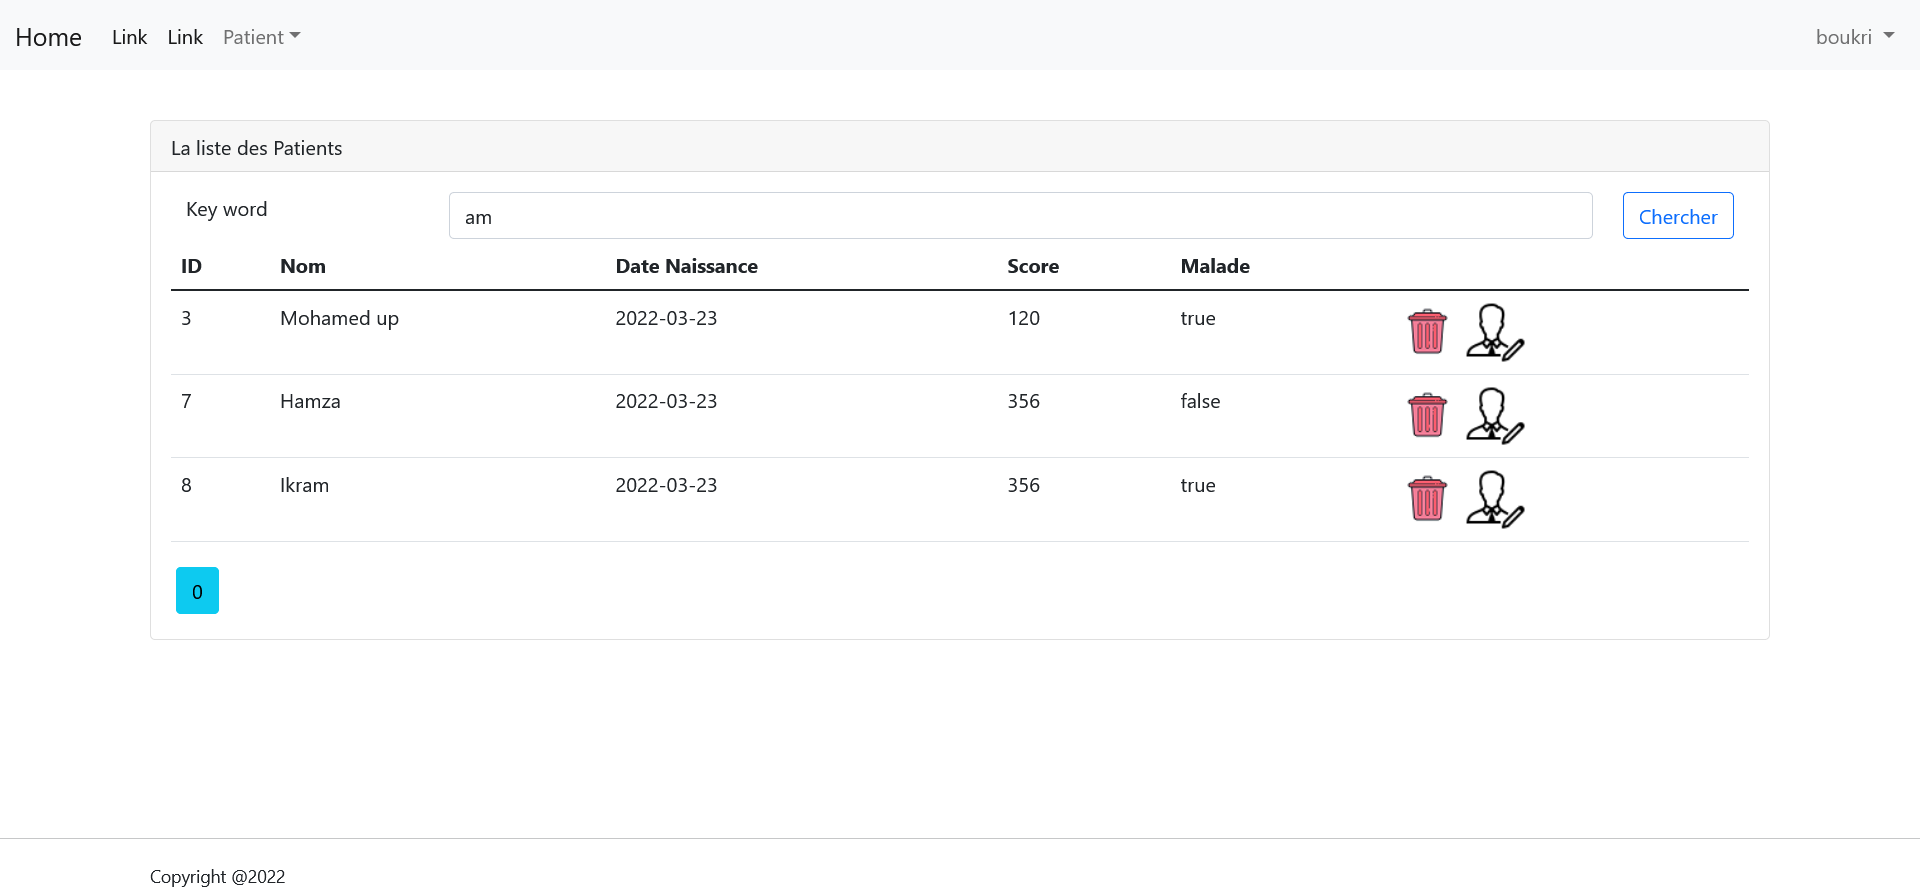 Home Link Link Patient boukri
La liste des Patients
Key word am Chercher
ID Nom Date Naissance Score Malade
3 Mohamed up 2022-03-23 120 true
7 Hamza 2022-03-23 356 false
8 Ikram 2022-03-23 356 true
0
Copyright @2022